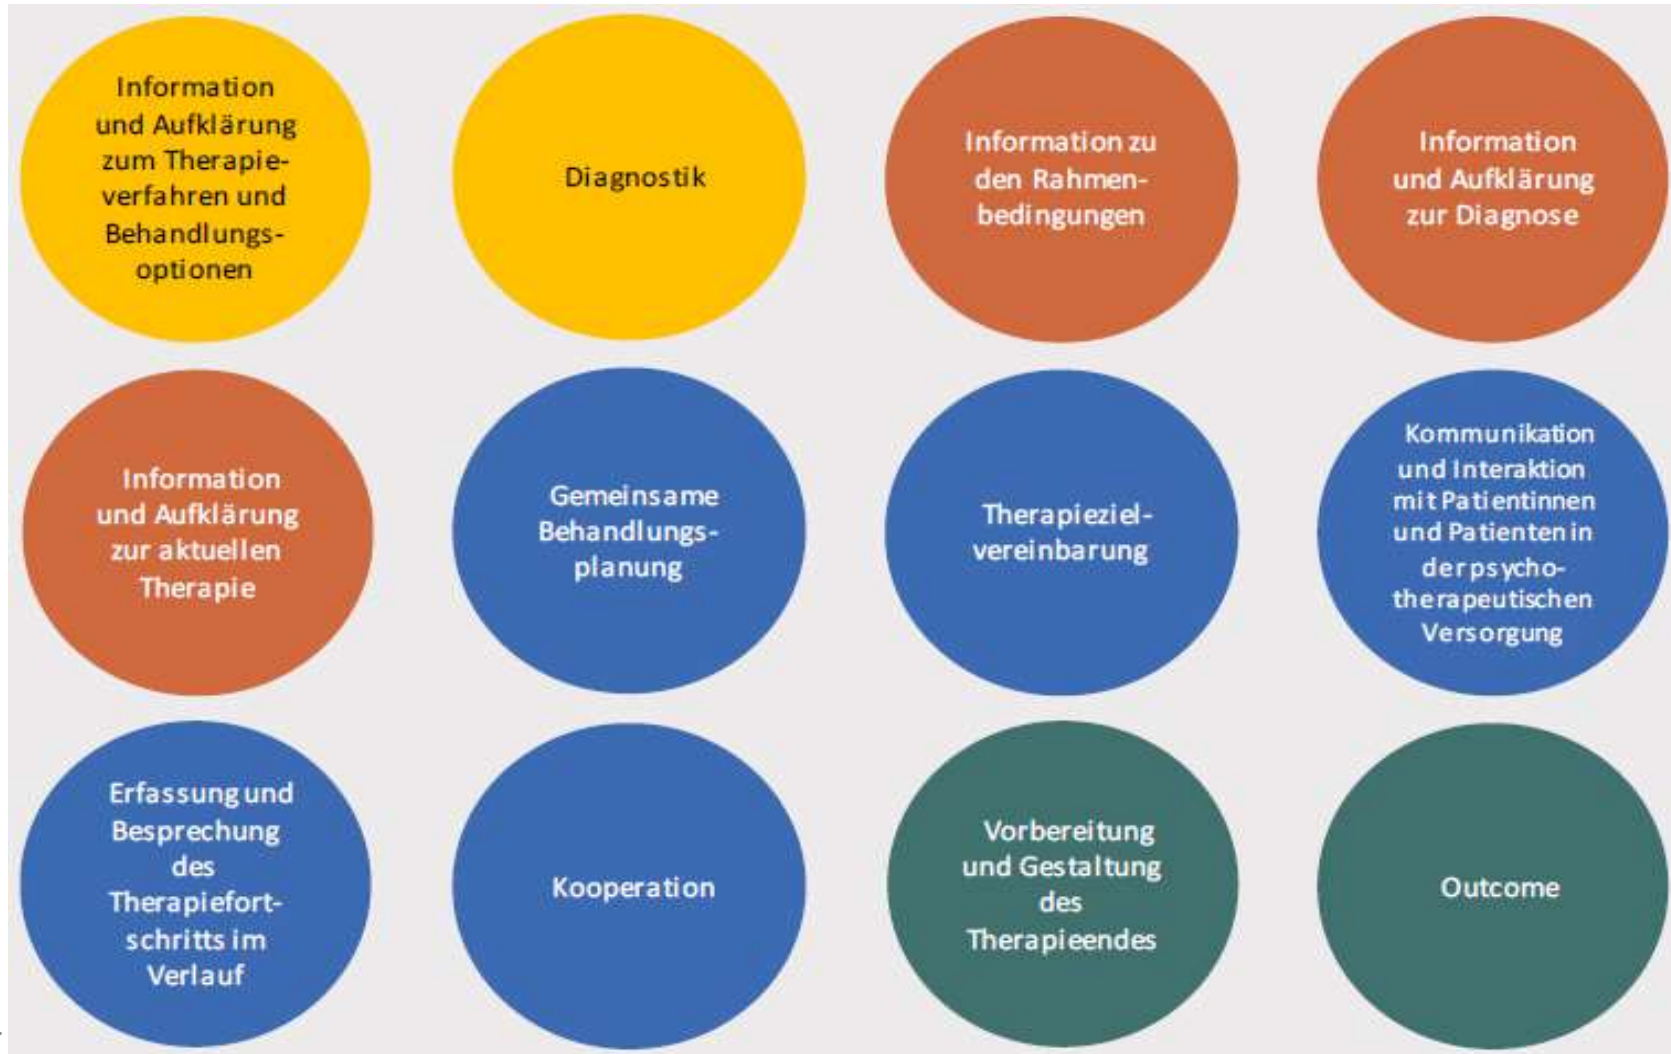 Information
und Aufklärung
zum Therapie-
verfahren und
Behandlungs-
optionen
Diagnostik
Information zu
den Rahmen-
bedingungen
Information
und Aufklärung
zur Diagnose
Information
und Aufklärung
zur aktuellen
Therapie
Gemeinsame
Behandlungs-
planung
Therapieziel-
vereinbarung
Kommunikation
und Interaktion
mit Patientinnen
und Patienten in
der psycho-
therapeutischen
Versorgung
Erfassung und
Besprechung
des
Therapiefort-
schritts im
Verlauf
Kooperation
Vorbereitung
und Gestaltung
des
Therapieendes
Outcome